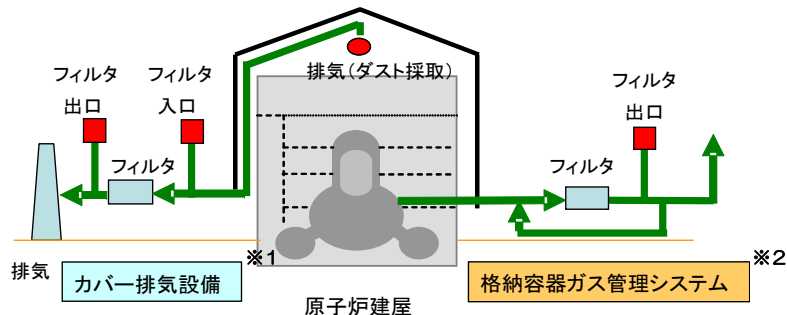 フィルタ
出口
フィルタ
入口
排気(ダスト採取)
フィルタ
出口
フィルタ
フィルタ
排気
カバー排気設備
※1
格納容器ガス管理システム
※2
原子炉建屋